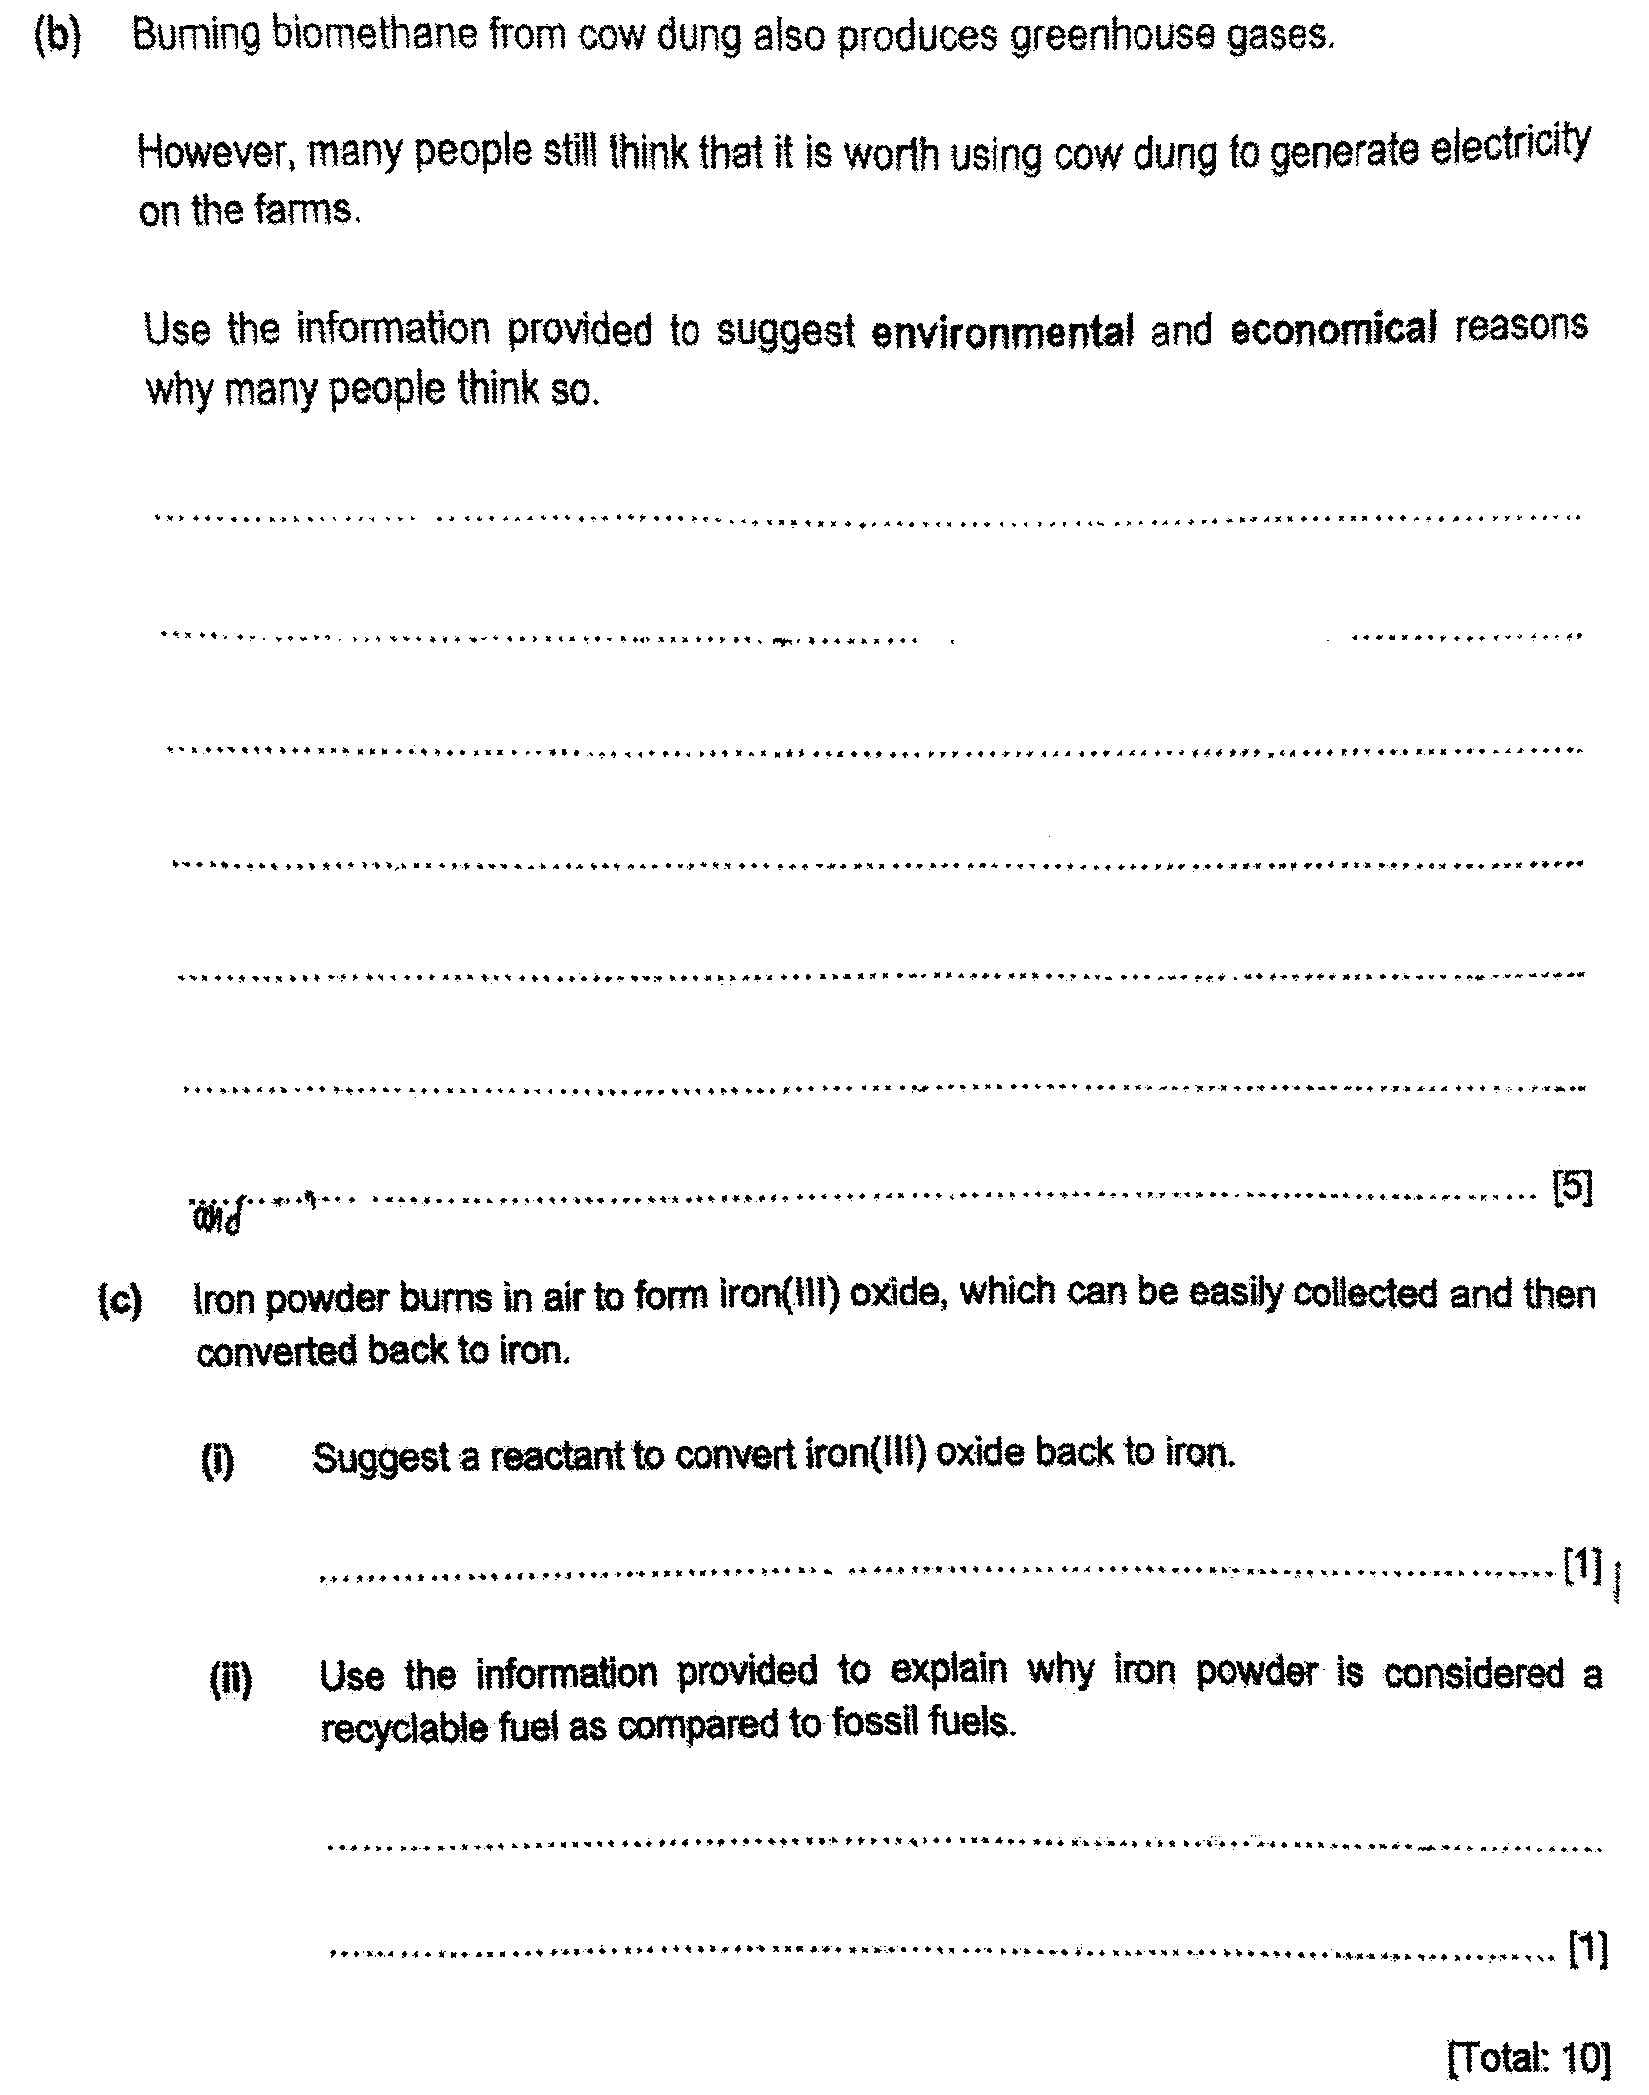 (b) Burning biomethane from cow dung also produces greenhouse gases.
However, many people still think that it is worth using cow dung to generate electricity
on the farms.
Use the information provided to suggest environmental and economical reasons
why many people think so.
[5]
(c) Iron powder burns in air to form iron(III) oxide, which can be easily collected and then
converted back to iron.
(i) Suggest a reactant to convert iron(III) oxide back to iron.
[1]
(ii) Use the information provided to explain why iron powder is considered a
recyclable fuel as compared to fossil fuels.
[1]
[Total: 10]